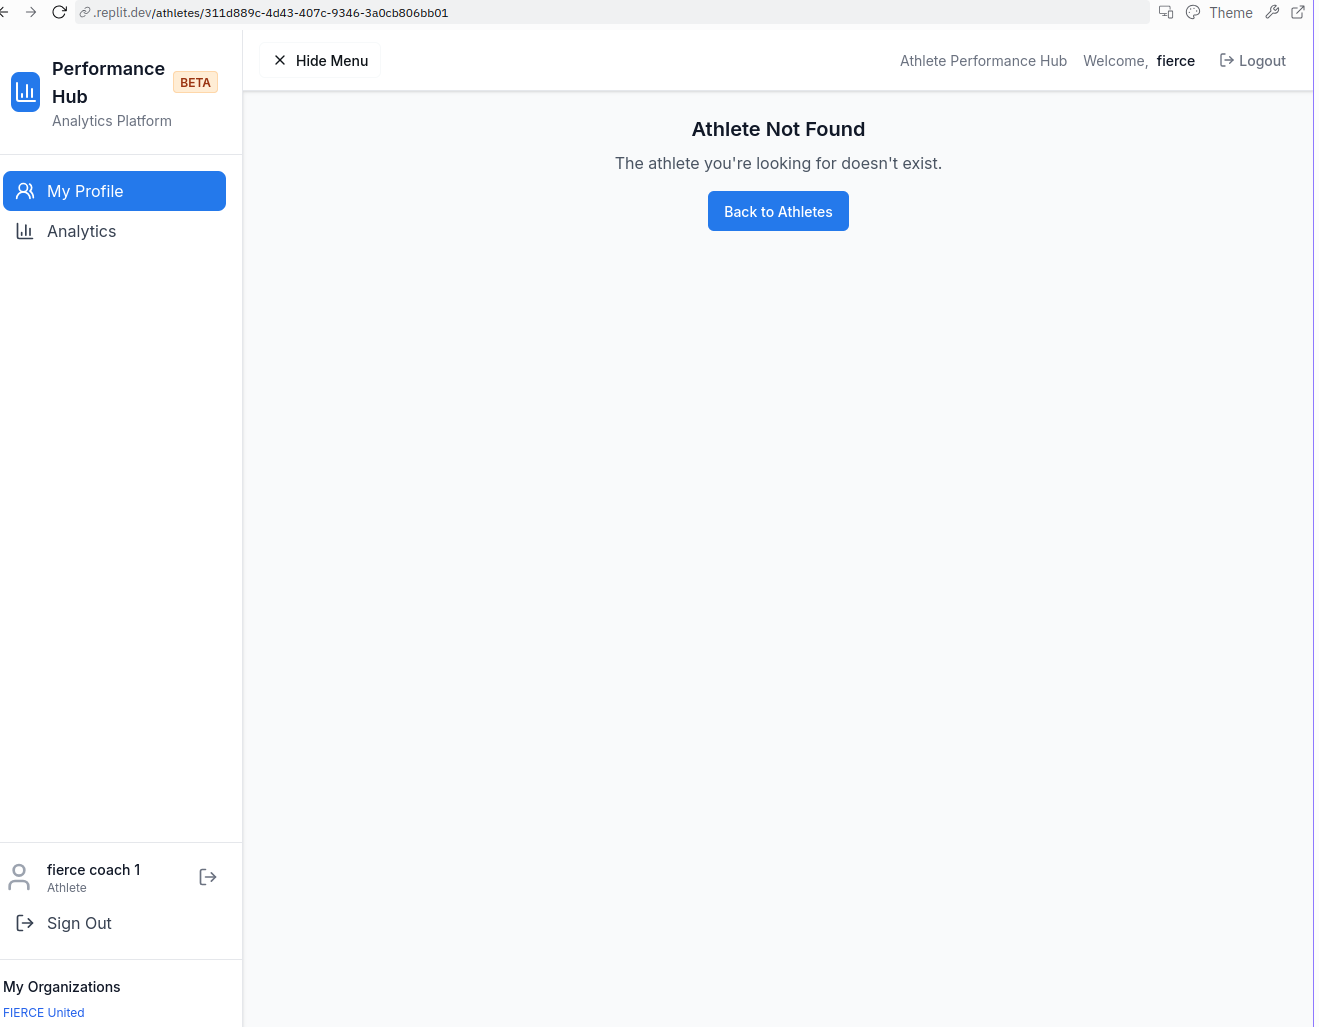 .replit.dev/athletes/311d889c-4d43-407c-9346-3a0cb806bb01
Theme
Performance Hub
BETA
Analytics Platform
Hide Menu
Athlete Performance Hub
Welcome, fierce
Logout
My Profile
Analytics
Athlete Not Found
The athlete you're looking for doesn't exist.
Back to Athletes
fierce coach 1
Athlete
Sign Out
My Organizations
FIERCE United